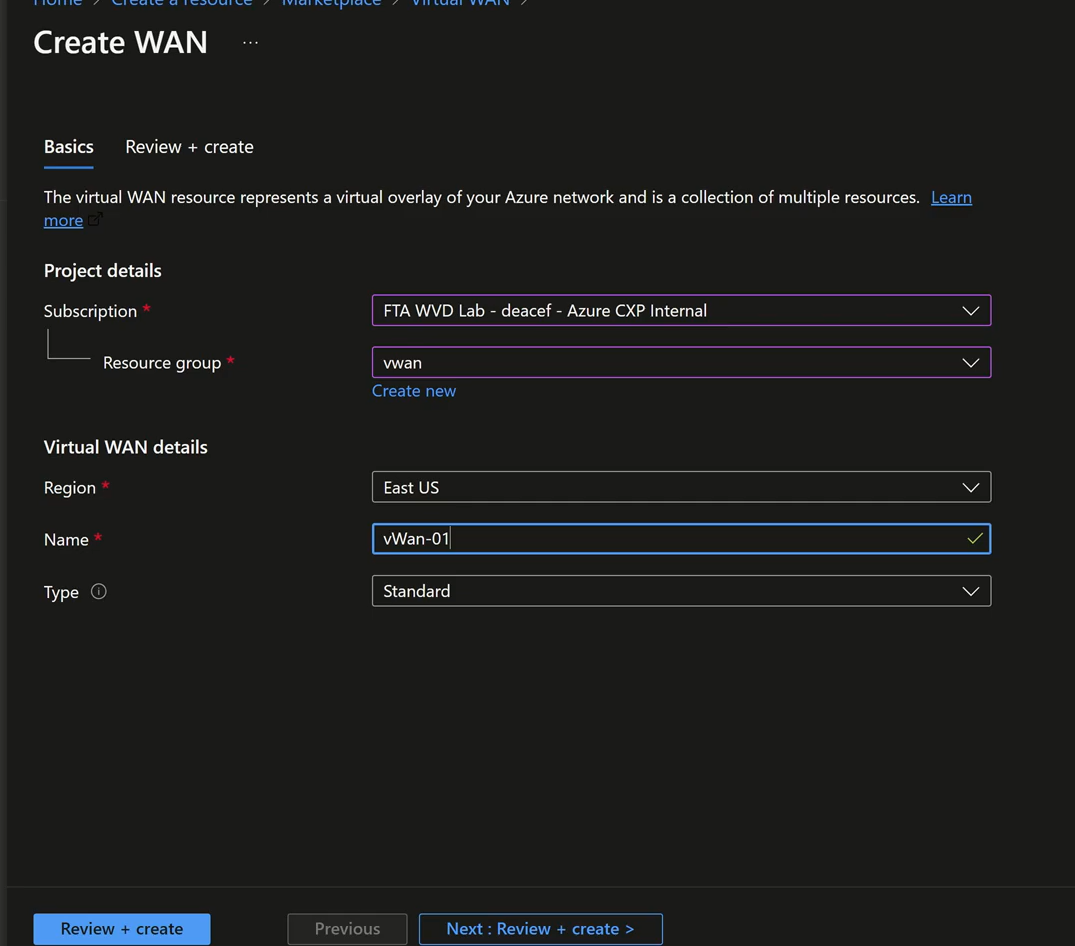 Home > Create a resource > Marketplace > Virtual WAN >
Create WAN ...
Basics Review + create
The virtual WAN resource represents a virtual overlay of your Azure network and is a collection of multiple resources. Learn
more
Project details
Subscription * FTA WVD Lab - deacef - Azure CXP Internal
Resource group * vwan
Create new
Virtual WAN details
Region * East US
Name * vWan-01
Type Standard
Review + create Previous Next : Review + create >